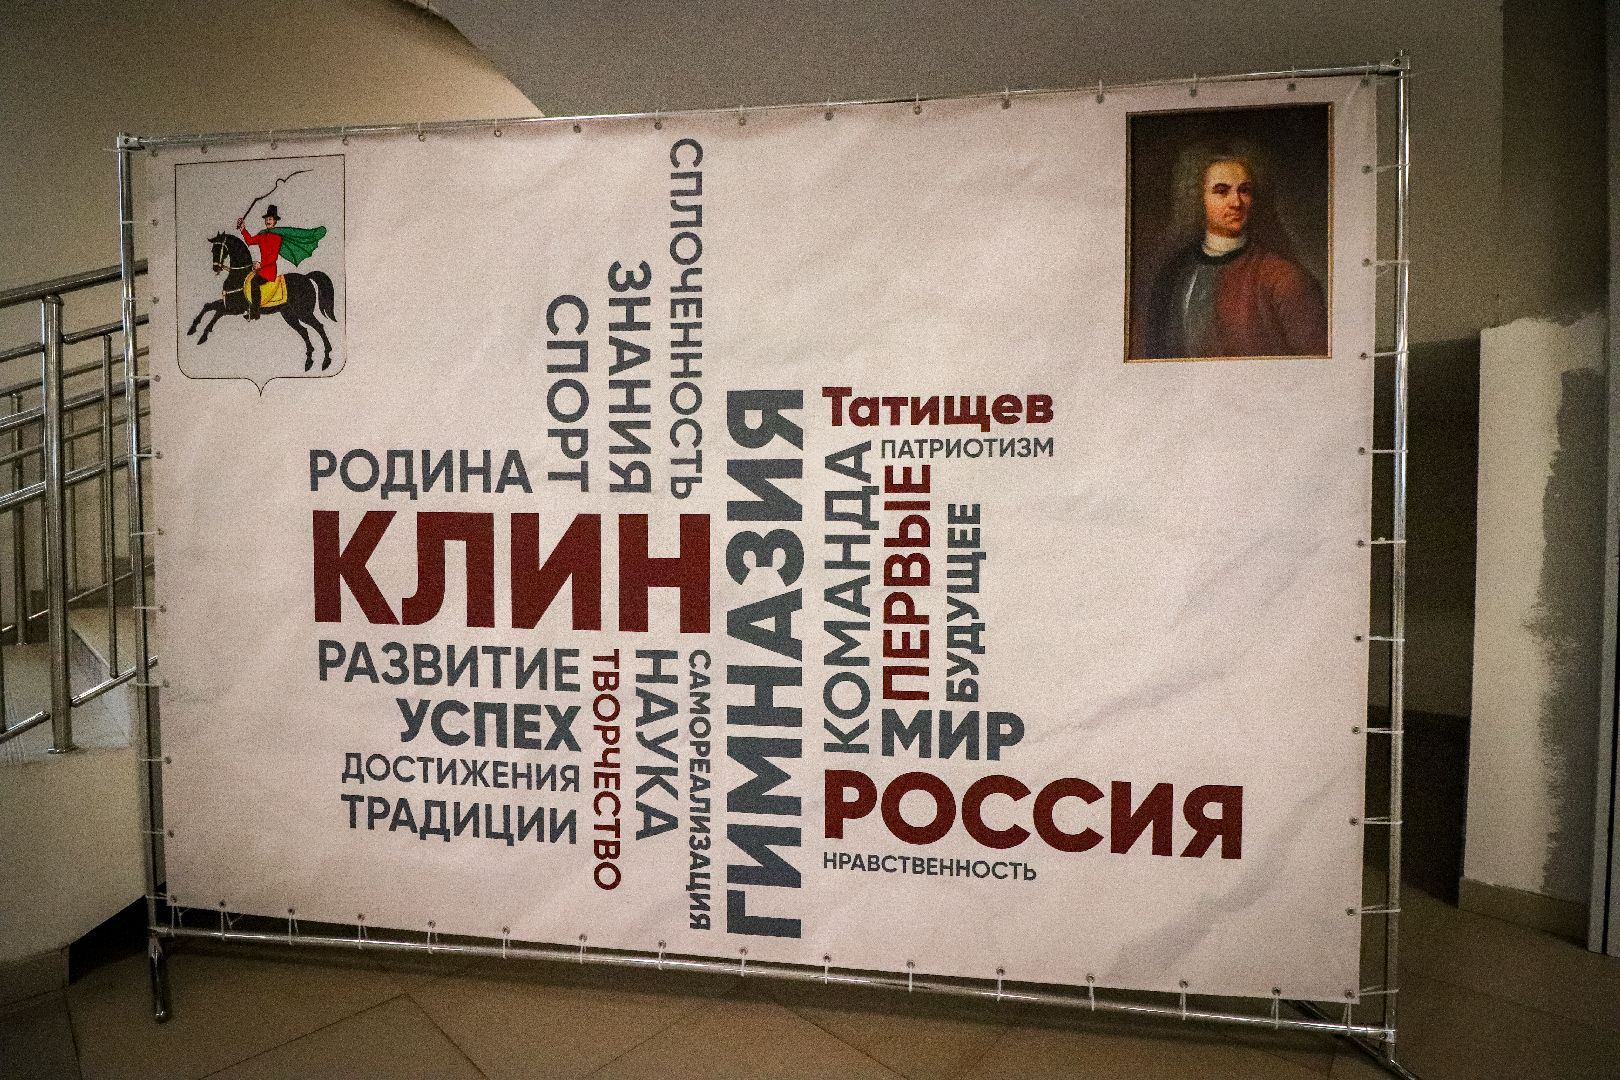 СПЛОЧЕННОСТЬ
ЗНАНИЯ
СПОРТ
РОДИНА
КЛИН
РАЗВИТИЕ
УСПЕХ
ДОСТИЖЕНИЯ
ТРАДИЦИИ
ТВОРЧЕСТВО
НАУКА
САМОРЕАЛИЗАЦИЯ
ГИМНАЗИЯ
Татищев
ПАТРИОТИЗМ
КОМАНДА
ПЕРВЫЕ
БУДУЩЕЕ
МИР
РОССИЯ
НРАВСТВЕННОСТЬ